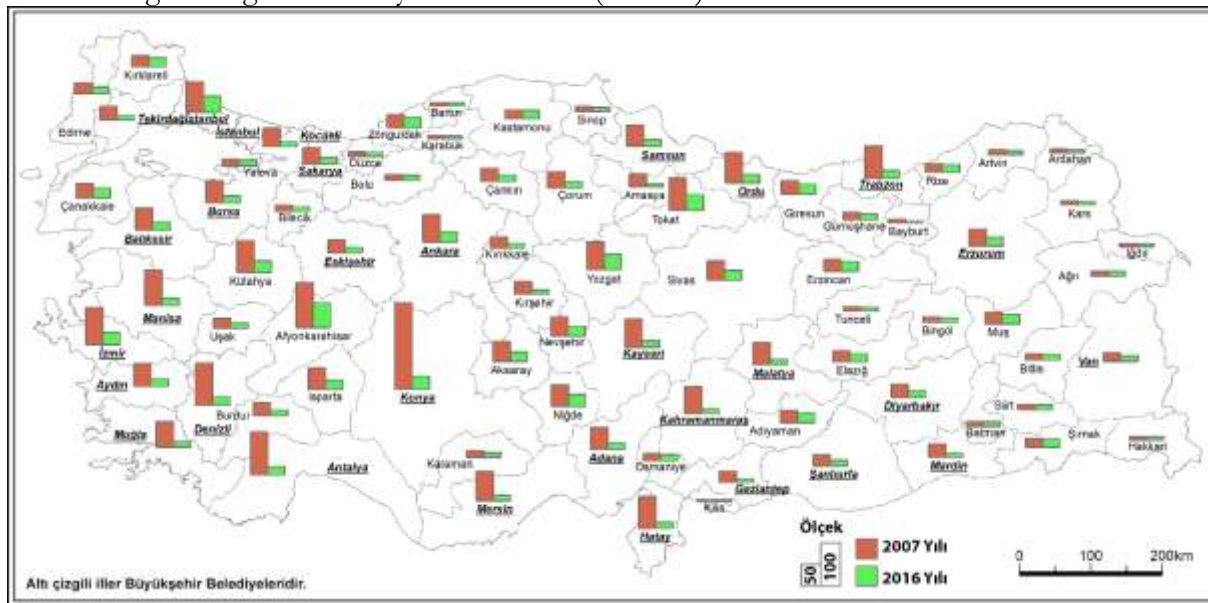 Kırklareli
Edirne
Tekirdağ
İstanbul
İstanbul
Kocaeli
Yalova
Sakarya
Düzce
Bolu
Zonguldak
Bartın
Karabük
Kastamonu
Sinop
Çankırı
Çorum
Samsun
Amasya
Tokat
Ordu
Giresun
Trabzon
Gümüşhane
Bayburt
Rize
Artvin
Ardahan
Kars
Iğdır
Ağrı
Erzurum
Erzincan
Çanakkale
Balıkesir
Bursa
Bilecik
Kütahya
Eskişehir
Ankara
Kırıkkale
Kırşehir
Yozgat
Sivas
Tunceli
Bingöl
Muş
Bitlis
Van
Manisa
İzmir
Uşak
Afyonkarahisar
Aydın
Denizli
Muğla
Burdur
Isparta
Antalya
Konya
Aksaray
Nevşehir
Niğde
Kayseri
Karaman
Mersin
Adana
Osmaniye
Hatay
Kahramanmaraş
Malatya
Elazığ
Adıyaman
Gaziantep
Kilis
Şanlıurfa
Diyarbakır
Mardin
Batman
Siirt
Şırnak
Hakkari
Ölçek
50
100
2007 Yılı
2016 Yılı
0 100 200km
Altı çizgili iller Büyükşehir Belediyeleridir.